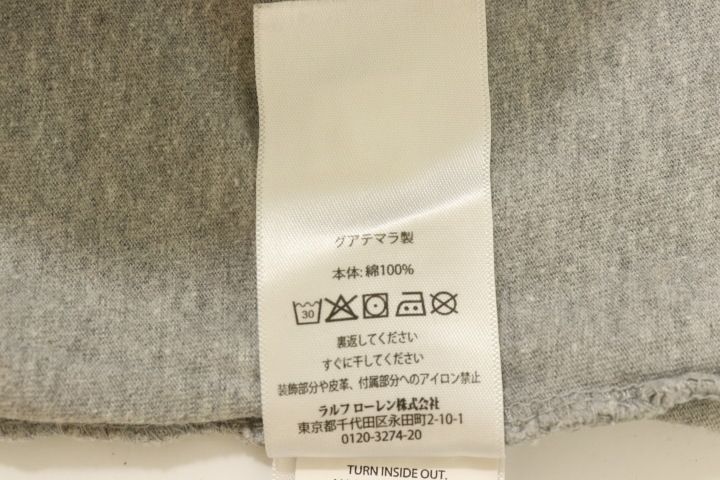 グアテマラ製
本体: 綿100%
30
裏返してください
すぐに干してください
装飾部分や皮革、付属部分へのアイロン禁止
ラルフ ローレン株式会社
東京都千代田区永田町2-10-1
0120-3274-20
TURN INSIDE OUT.